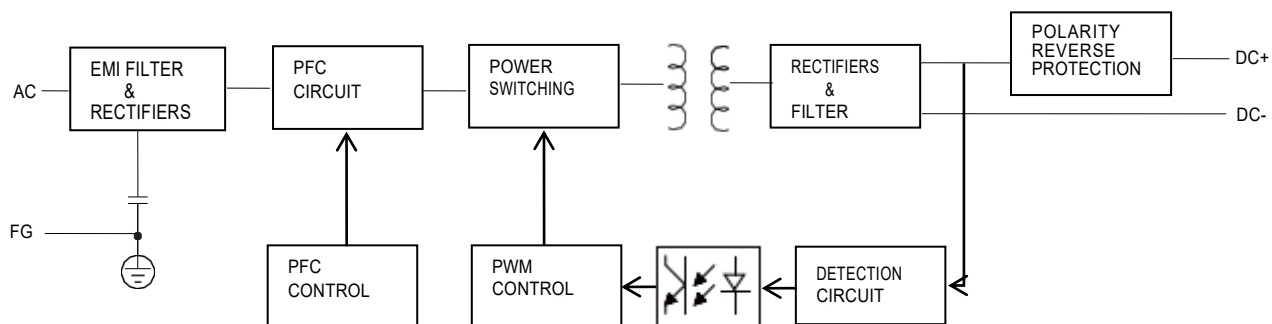 AC
EMI FILTER
&
RECTIFIERS
PFC
CIRCUIT
POWER
SWITCHING
RECTIFIERS
&
FILTER
POLARITY
REVERSE
PROTECTION
DC+
DC-
FG
PFC
CONTROL
PWM
CONTROL
DETECTION
CIRCUIT